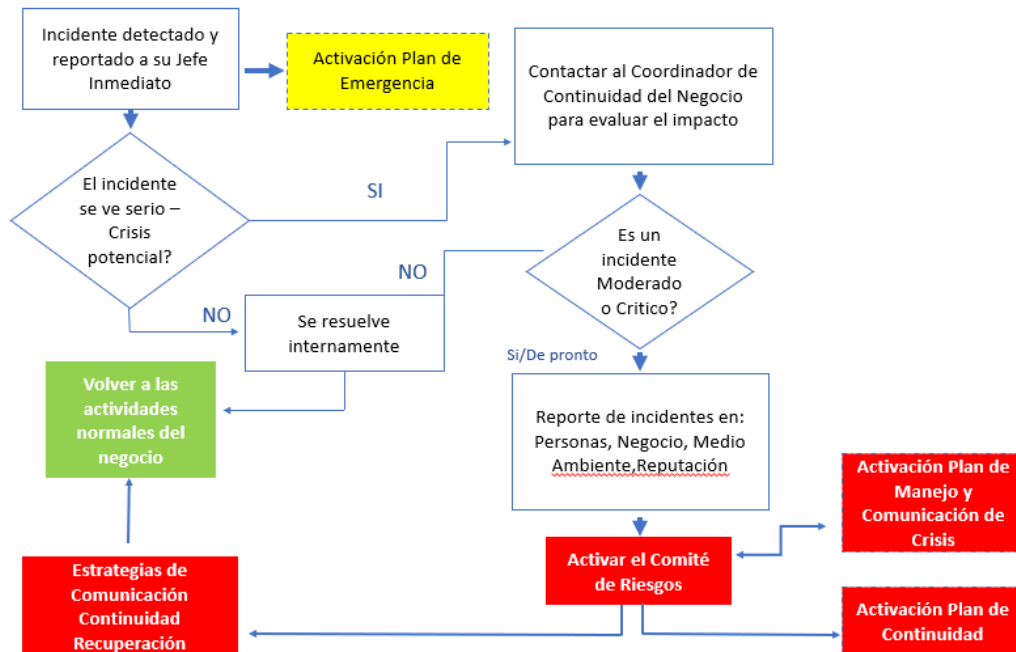 Incidente detectado y
reportado a su Jefe
Inmediato
Activación Plan de
Emergencia
Contactar al Coordinador de
Continuidad del Negocio
para evaluar el impacto
El incidente
se ve serio –
Crisis
potencial?
SI
Es un
incidente
Moderado
o Critico?
NO
NO
Se resuelve
internamente
Si/De pronto
Volver a las
actividades
normales del
negocio
Reporte de incidentes en:
Personas, Negocio, Medio
Ambiente,Reputación
Activación Plan de
Manejo y
Comunicación de
Crisis
Activar el Comité
de Riesgos
Estrategias de
Comunicación
Continuidad
Recuperación
Activación Plan de
Continuidad